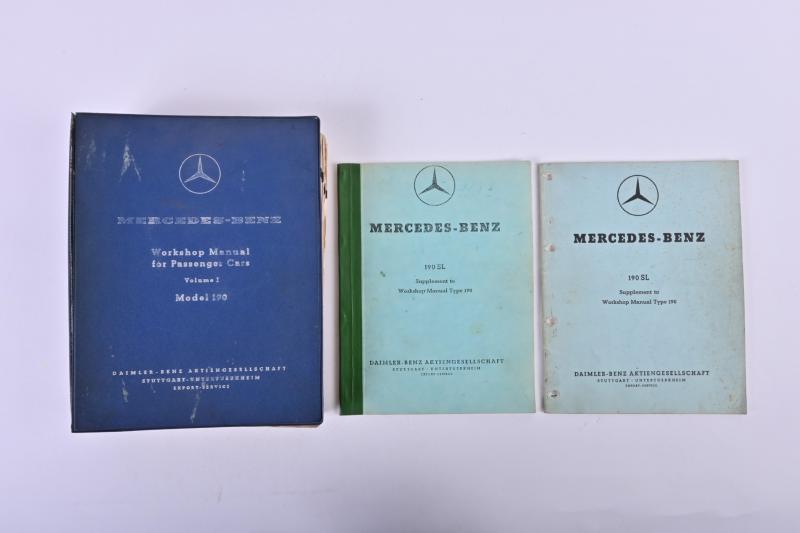 MERCEDES-BENZ
Workshop Manual
for Passenger Cars
Volume I
Model 190
DAIMLER-BENZ AKTIENGESELLSCHAFT
STUTTGART-UNTERTÜRKHEIM
EXPORT-SERVICE
MERCEDES-BENZ
190 SL
Supplement to
Workshop Manual Type 190
DAIMLER-BENZ AKTIENGESELLSCHAFT
STUTTGART-UNTERTÜRKHEIM
EXPORT-SERVICE
MERCEDES-BENZ
190 SL
Supplement to
Workshop Manual Type 190
DAIMLER-BENZ AKTIENGESELLSCHAFT
STUTTGART-UNTERTÜRKHEIM
EXPORT-SERVICE